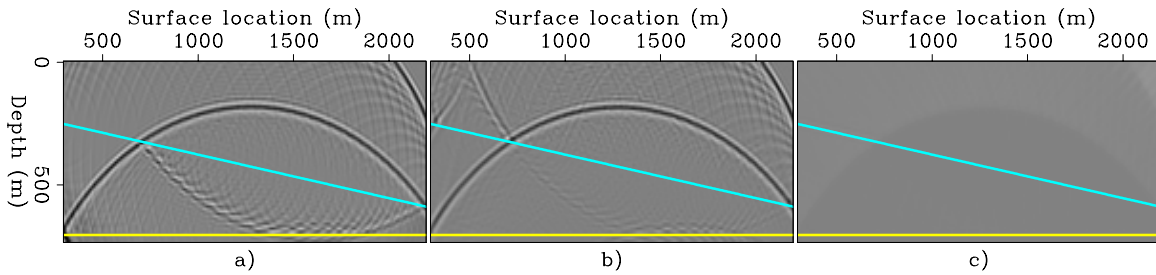 Surface location (m) Surface location (m) Surface location (m)
500 1000 1500 2000 500 1000 1500 2000 500 1000 1500 2000
0
Depth (m)
500
a) b) c)